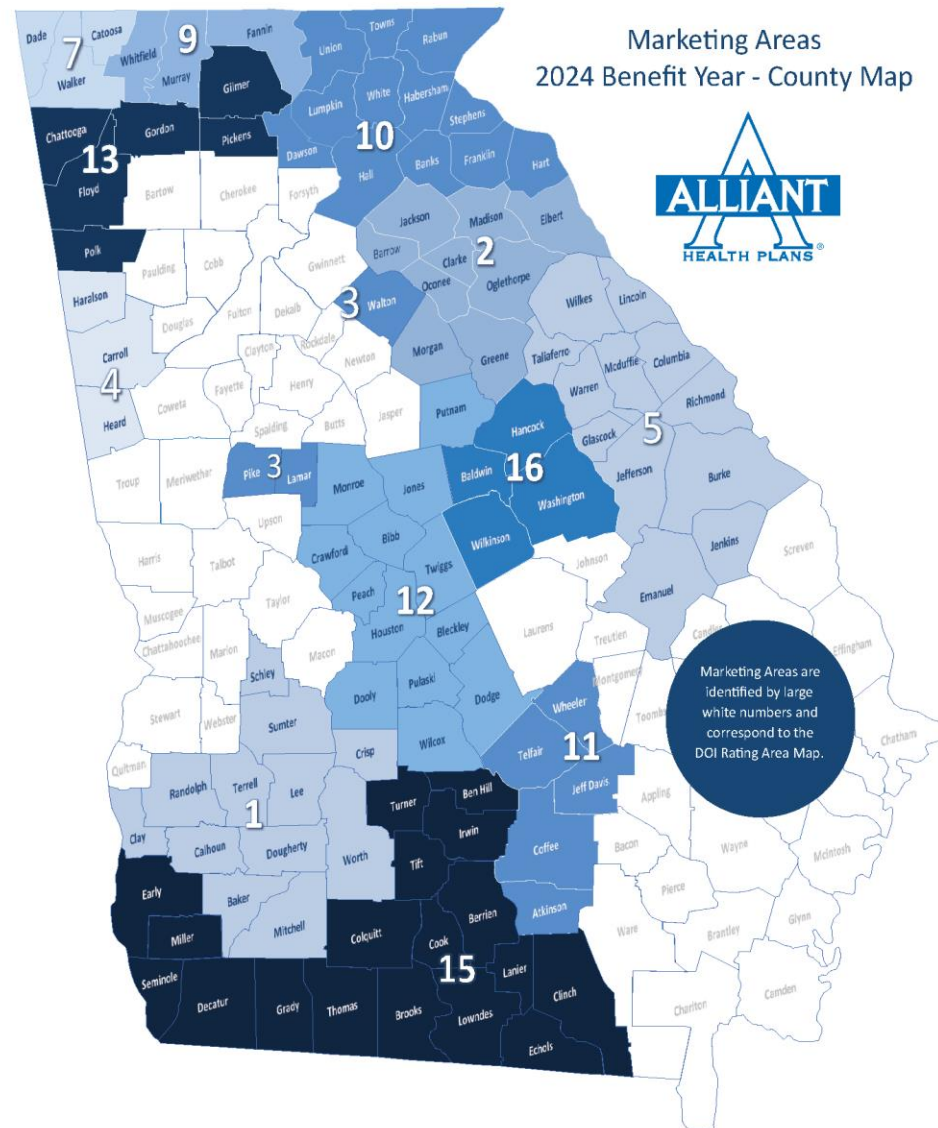 Marketing Areas
2024 Benefit Year - County Map
ALLIANT
HEALTH PLANS
®
Dade
Catoosa
7
Walker
Whitfield
9
Murray
Fannin
Gilmer
Union
Towns
Rabun
Lumpkin
White
Habersham
Stephens
10
Dawson
Hall
Banks
Franklin
Hart
Chattooga
Gordon
Pickens
13
Floyd
Bartow
Cherokee
Forsyth
Jackson
Madison
Elbert
Polk
Paulding
Cobb
Gwinnett
Barrow
Clarke
2
Oconee
Oglethorpe
Haralson
Douglas
Fulton
Dekalb
3
Walton
Wilkes
Lincoln
Carroll
Clayton
Rockdale
Newton
Morgan
Greene
Taliaferro
Mcduffie
Columbia
4
Heard
Coweta
Fayette
Henry
Warren
Richmond
Spalding
Butts
Jasper
Putnam
Hancock
Glascock
5
Troup
Meriwether
Pike
3
Lamar
Monroe
Jones
Baldwin
16
Washington
Jefferson
Burke
Upson
Bibb
Wilkinson
Jenkins
Screven
Harris
Talbot
Crawford
Twiggs
Johnson
Emanuel
Taylor
Peach
12
Muscogee
Houston
Bleckley
Laurens
Treutlen
Candler
Effingham
Chattahoochee
Marion
Macon
Schley
Dooly
Pulaski
Dodge
Montgomery
Marketing Areas are
identified by large
white numbers and
correspond to the
DOI Rating Area Map.
Stewart
Webster
Sumter
Wheeler
Toombs
Chatham
Quitman
Crisp
Wilcox
Telfair
11
Randolph
Terrell
Lee
Turner
Ben Hill
Jeff Davis
Appling
1
Clay
Calhoun
Dougherty
Worth
Irwin
Tift
Coffee
Bacon
Wayne
McIntosh
Early
Baker
Mitchell
Berrien
Atkinson
Pierce
Miller
Colquitt
Cook
Ware
Brantley
Glynn
15
Lanier
Clinch
Seminole
Decatur
Grady
Thomas
Brooks
Lowndes
Echols
Charlton
Camden